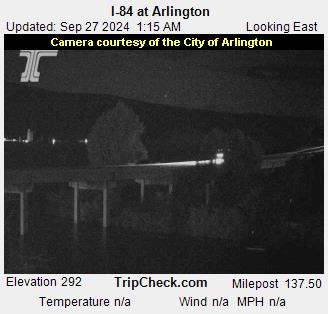 I-84 at Arlington
Updated: Sep 27 2024 1:15 AM Looking East
Camera courtesy of the City of Arlington
Elevation 292 TripCheck.com Milepost 137.50
Temperature n/a Wind n/a MPH n/a